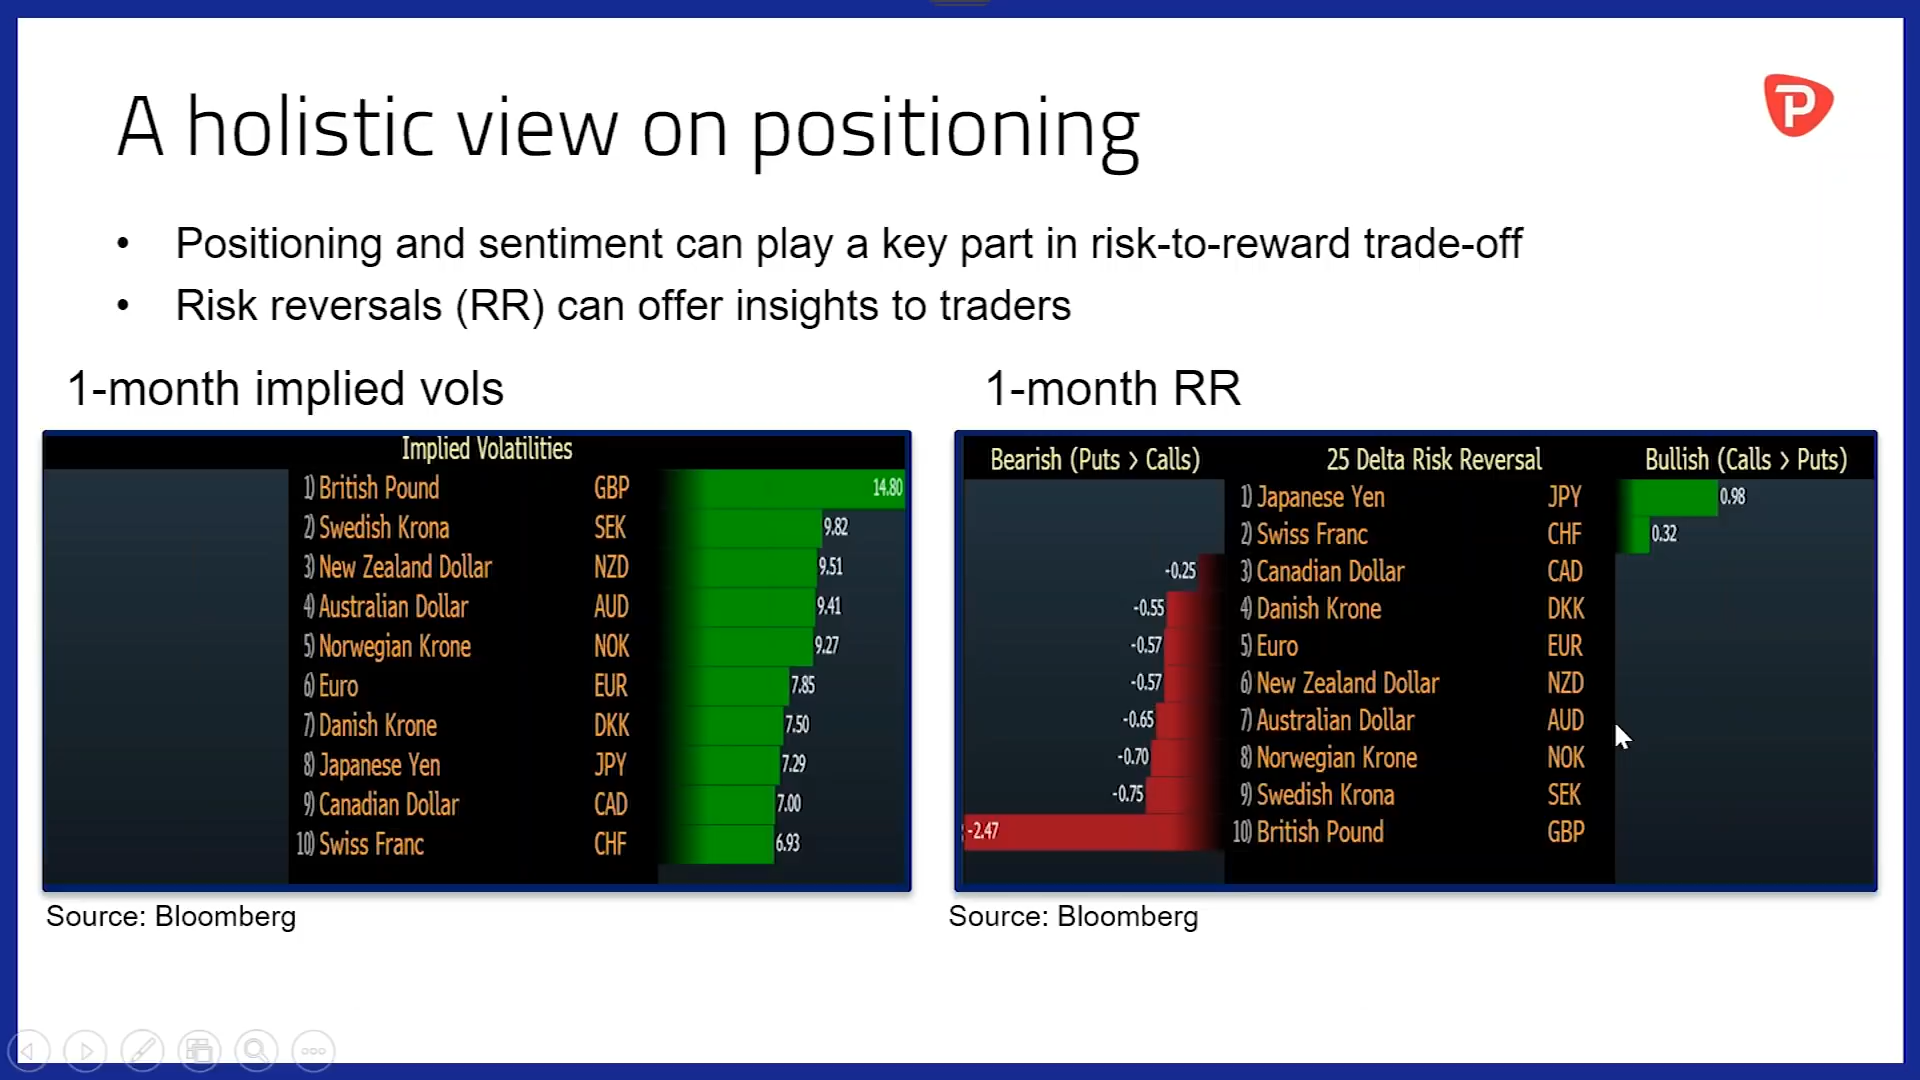 A holistic view on positioning
P
• Positioning and sentiment can play a key part in risk-to-reward trade-off
• Risk reversals (RR) can offer insights to traders
1-month implied vols
Implied Volatilities
1) British Pound GBP 14.80
2) Swedish Krona SEK 9.82
3) New Zealand Dollar NZD 9.51
4) Australian Dollar AUD 9.41
5) Norwegian Krone NOK 9.27
6) Euro EUR 7.85
7) Danish Krone DKK 7.50
8) Japanese Yen JPY 7.29
9) Canadian Dollar CAD 7.00
10) Swiss Franc CHF 6.93
Source: Bloomberg
1-month RR
Bearish (Puts > Calls) 25 Delta Risk Reversal Bullish (Calls > Puts)
1) Japanese Yen JPY 0.98
2) Swiss Franc CHF 0.32
-0.25 3) Canadian Dollar CAD
-0.55 4) Danish Krone DKK
-0.57 5) Euro EUR
-0.57 6) New Zealand Dollar NZD
-0.65 7) Australian Dollar AUD
-0.70 8) Norwegian Krone NOK
-0.75 9) Swedish Krona SEK
-2.47 10) British Pound GBP
Source: Bloomberg